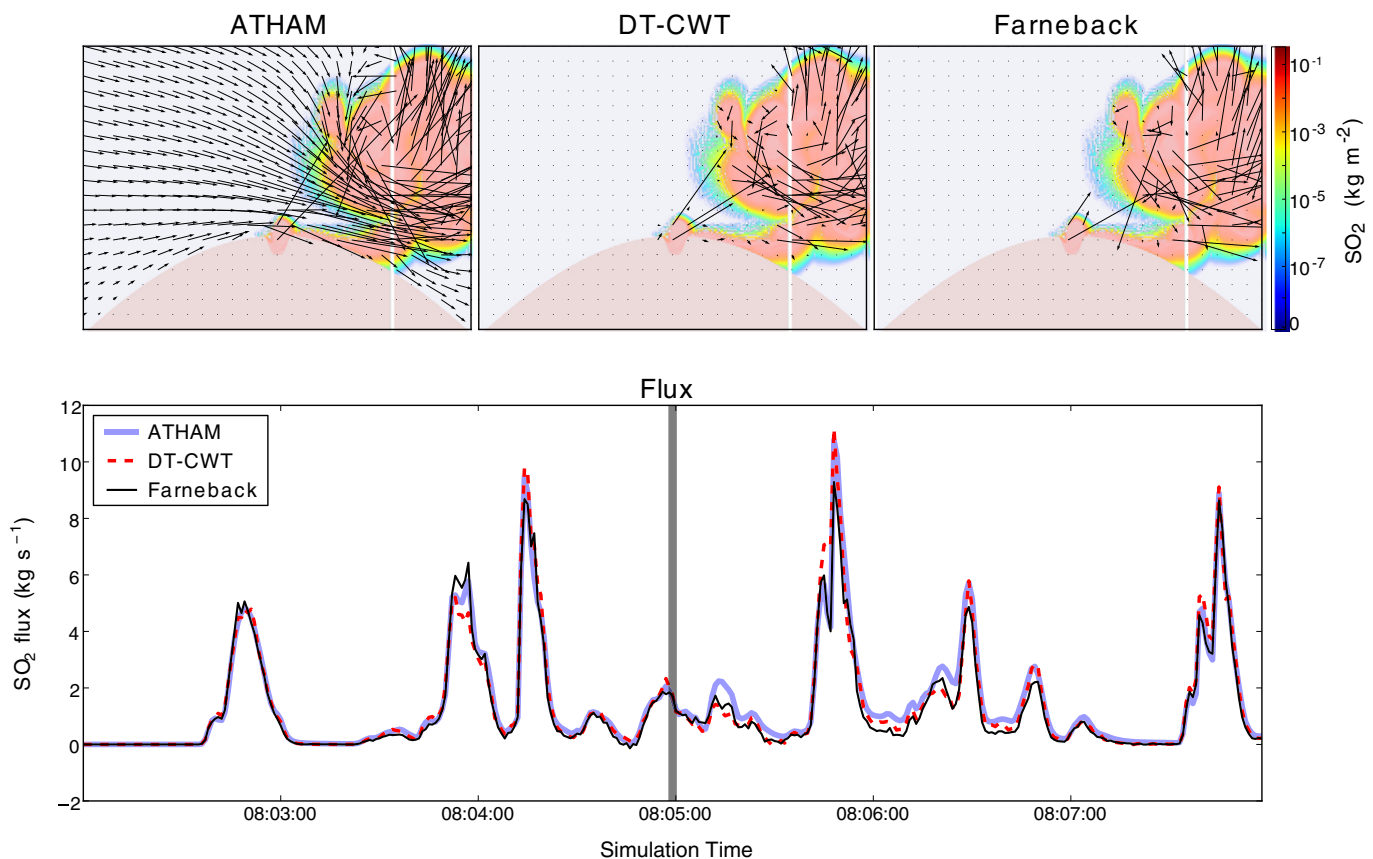 ATHAM
DT-CWT
Farneback
10⁻¹
10⁻³
10⁻⁵
10⁻⁷
0
SO₂ (kg m⁻²)
Flux
12
10
8
6
4
2
0
−2
SO₂ flux (kg s⁻¹)
ATHAM
DT-CWT
Farneback
08:03:00
08:04:00
08:05:00
08:06:00
08:07:00
Simulation Time